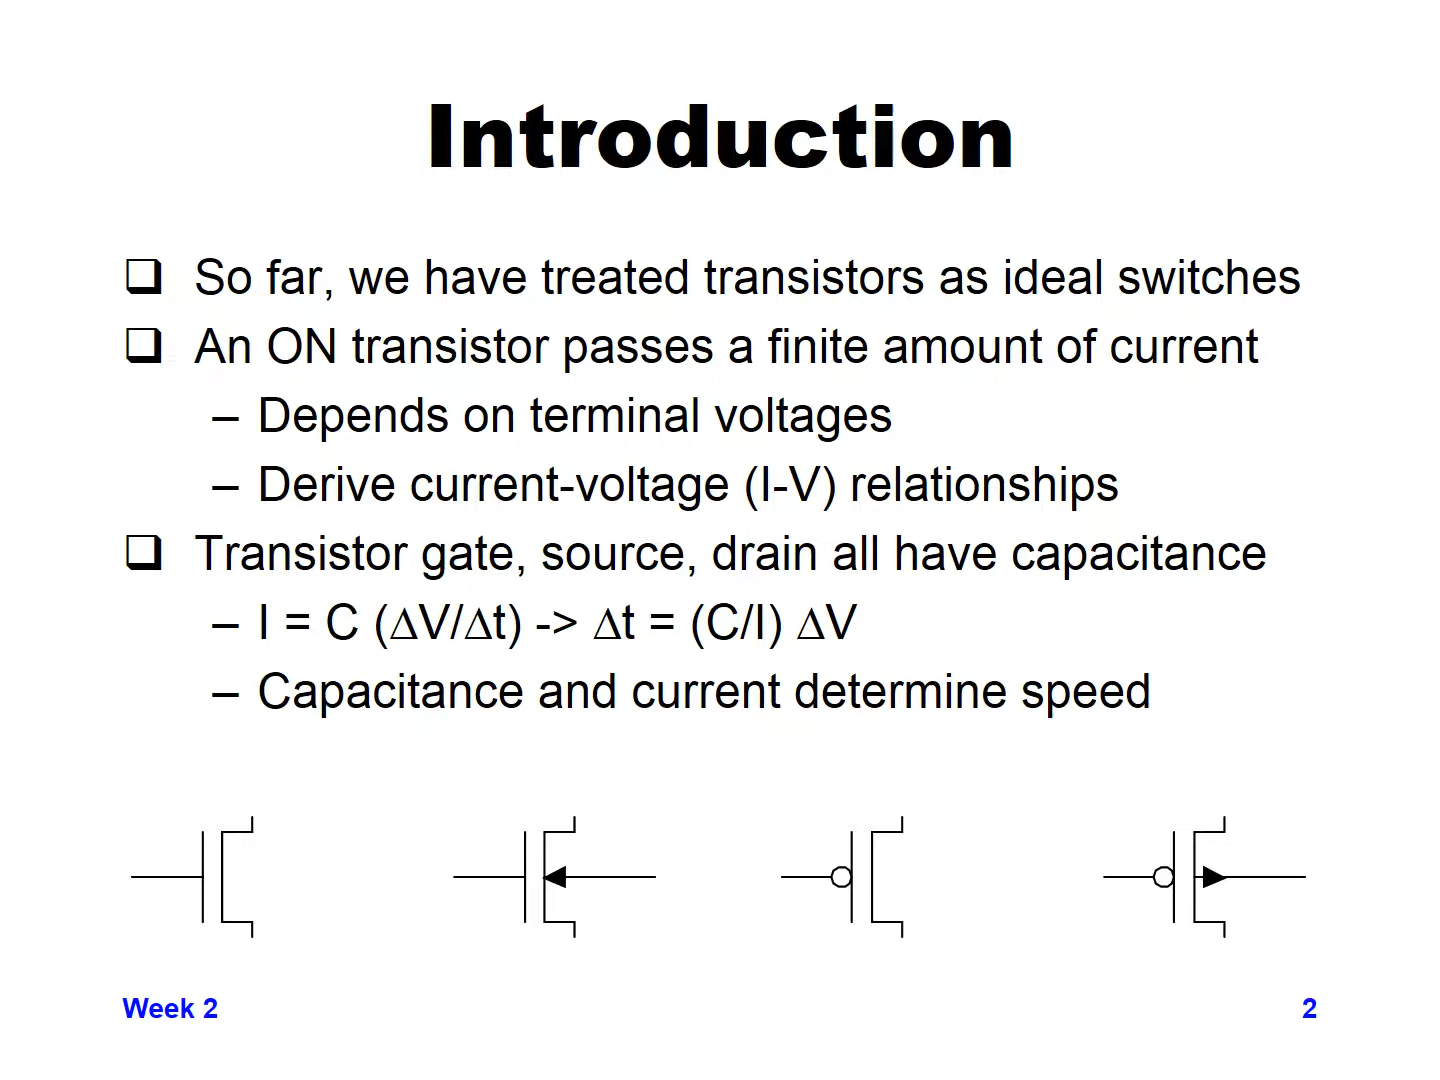 Introduction
❑ So far, we have treated transistors as ideal switches
❑ An ON transistor passes a finite amount of current
– Depends on terminal voltages
– Derive current-voltage (I-V) relationships
❑ Transistor gate, source, drain all have capacitance
– I = C (ΔV/Δt) -> Δt = (C/I) ΔV
– Capacitance and current determine speed
Week 2
2